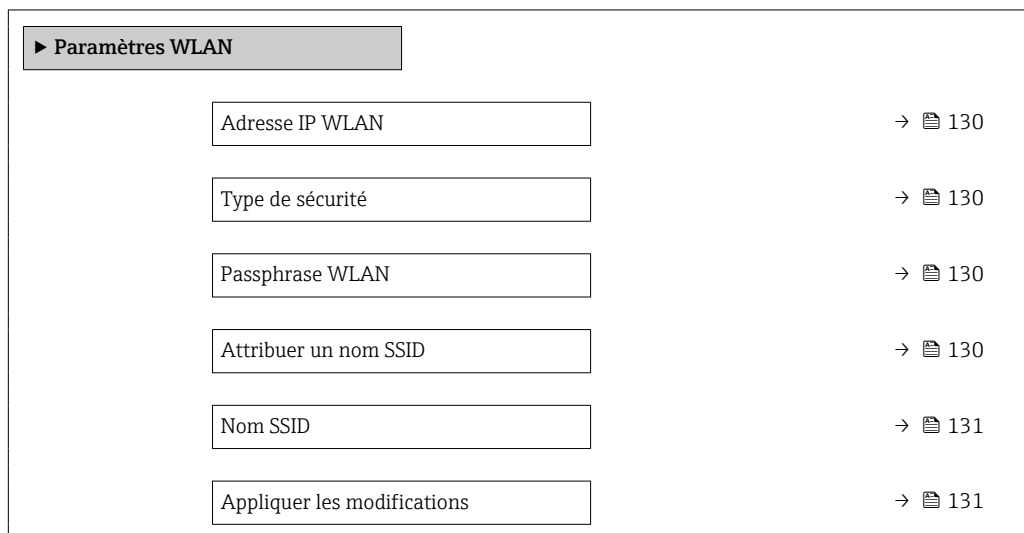 ▶ Paramètres WLAN
Adresse IP WLAN → 130
Type de sécurité → 130
Passphrase WLAN → 130
Attribuer un nom SSID → 130
Nom SSID → 131
Appliquer les modifications → 131